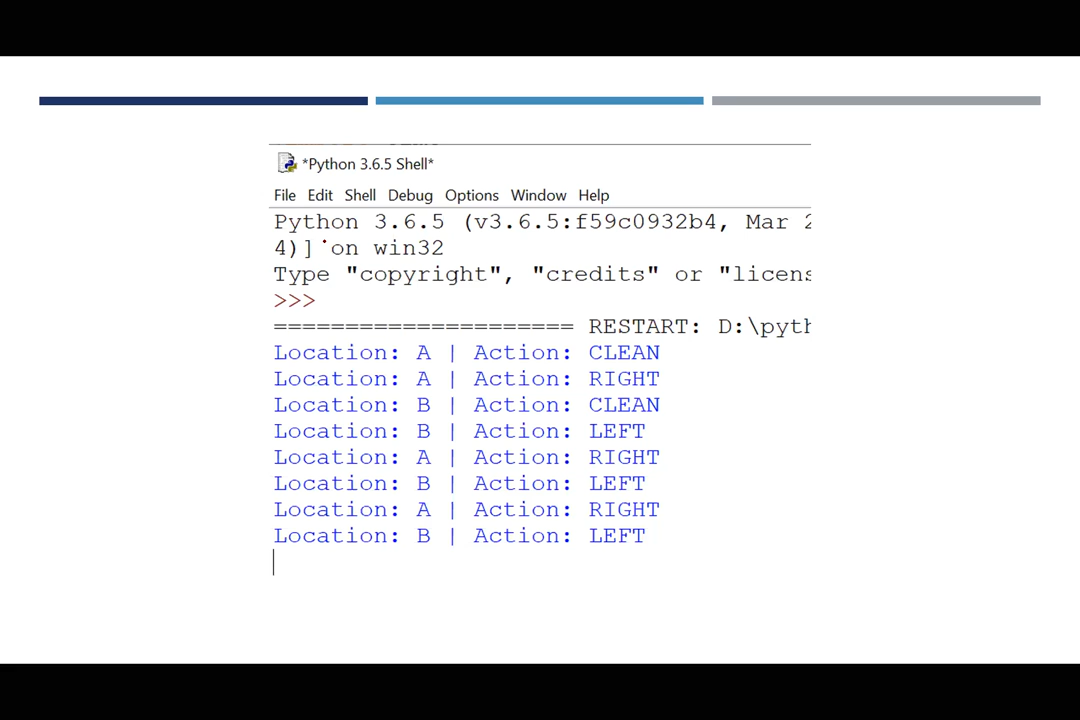 *Python 3.6.5 Shell*
File Edit Shell Debug Options Window Help
Python 3.6.5 (v3.6.5:f59c0932b4, Mar 2
4)] on win32
Type "copyright", "credits" or "licens
>>>
===================== RESTART: D:\pyth
Location: A | Action: CLEAN
Location: A | Action: RIGHT
Location: B | Action: CLEAN
Location: B | Action: LEFT
Location: A | Action: RIGHT
Location: B | Action: LEFT
Location: A | Action: RIGHT
Location: B | Action: LEFT